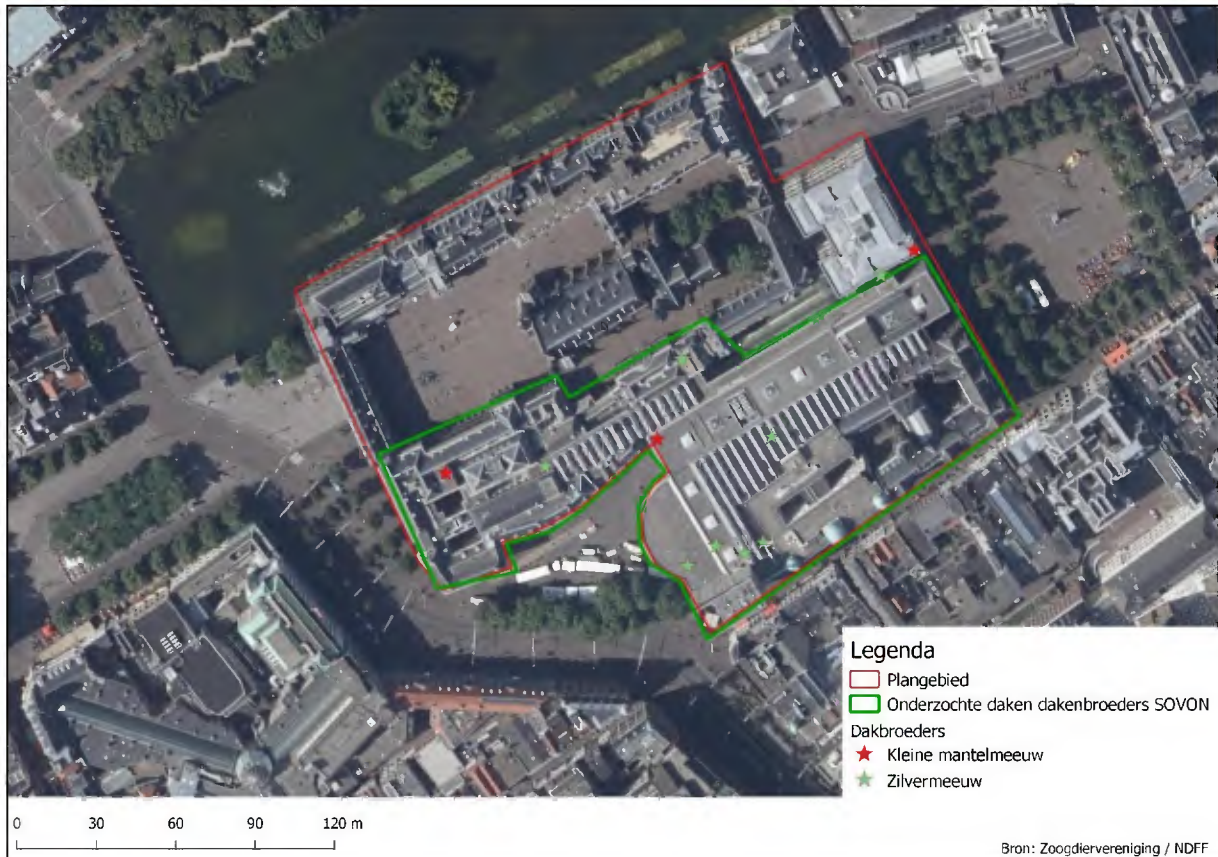 Legenda
Plangebied
Onderzochte daken dakenbroeders SOVON
Dakbroeders
Kleine mantelmeeuw
Zilvermeeuw
0 30 60 90 120 m
Bron: Zoogdiervereniging / NDFF